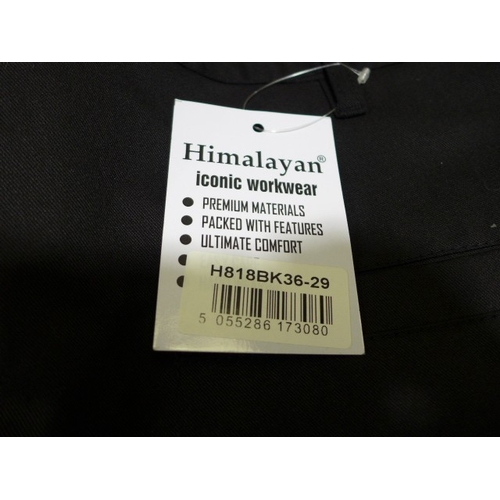 Himalayan®
iconic workwear
● PREMIUM MATERIALS
● PACKED WITH FEATURES
● ULTIMATE COMFORT
●
●
H818BK36-29
5 055286 173080